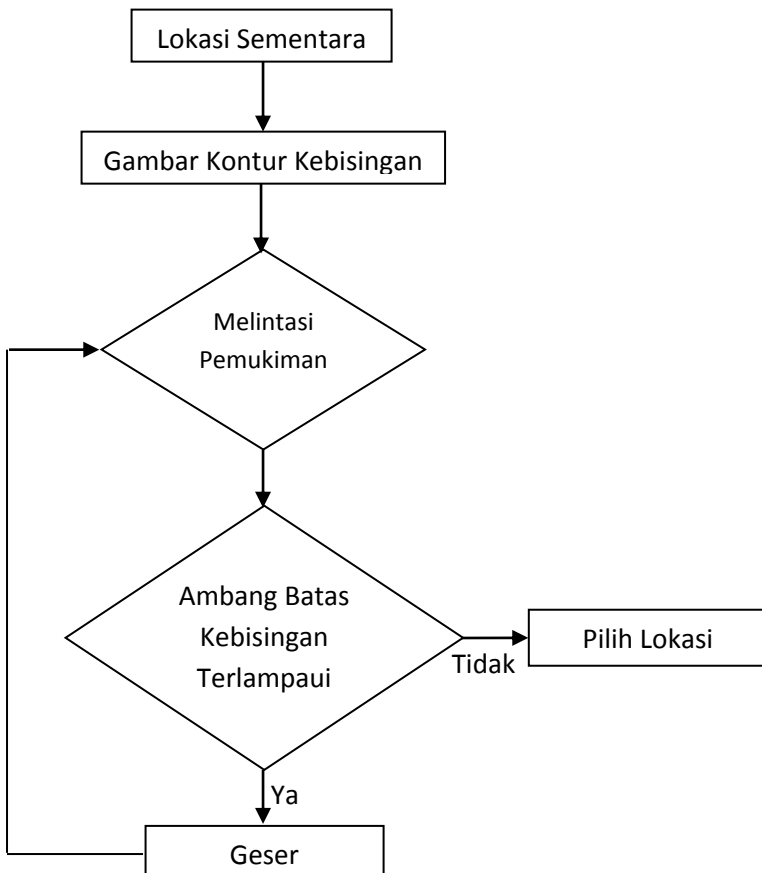 Lokasi Sementara
Gambar Kontur Kebisingan
Melintasi
Pemukiman
Ambang Batas
Kebisingan
Terlampaui
Tidak
Pilih Lokasi
Ya
Geser